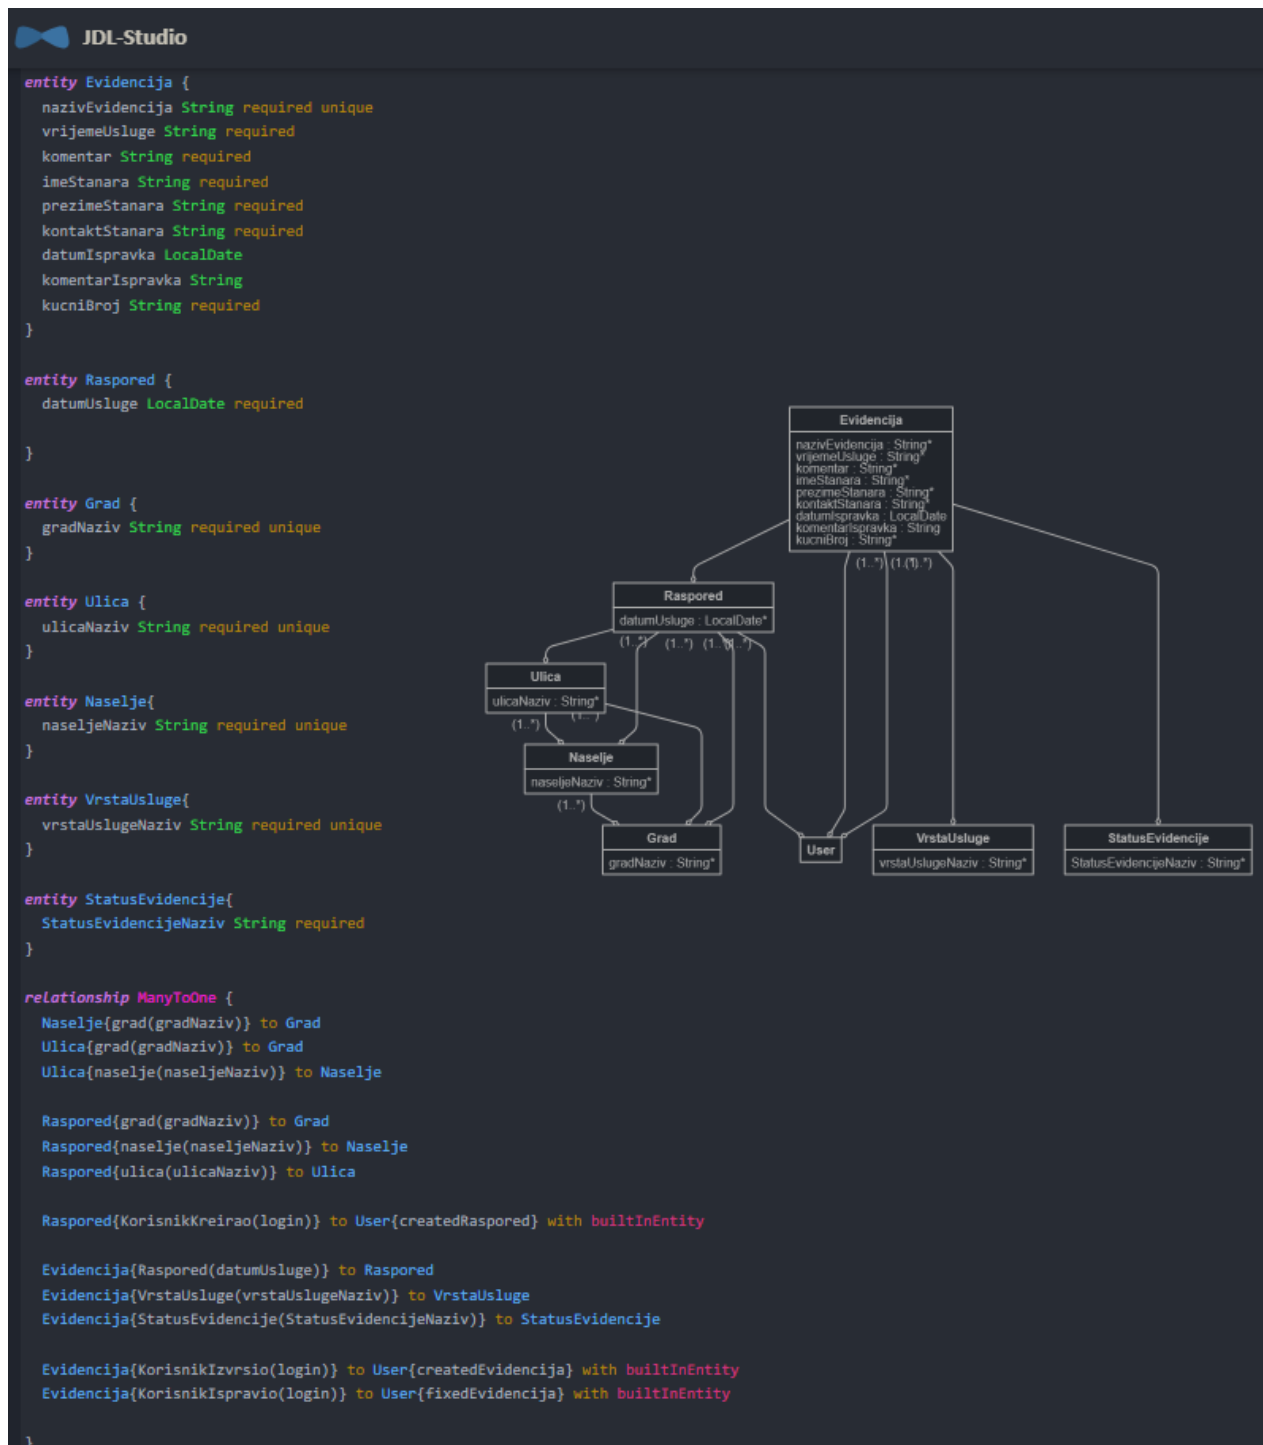 JDL-Studio
entity Evidencija {
nazivEvidencija String required unique
vrijemeUsluge String required
komentar String required
imeStanara String required
prezimeStanara String required
kontaktStanara String required
datumIspravka LocalDate
komentarIspravka String
kucniBroj String required
}
entity Raspored {
datumUsluge LocalDate required
}
entity Grad {
gradNaziv String required unique
}
entity Ulica {
ulicaNaziv String required unique
}
entity Naselje{
naseljeNaziv String required unique
}
entity VrstaUsluge{
vrstaUslugeNaziv String required unique
}
entity StatusEvidencije{
StatusEvidencijeNaziv String required
}
relationship ManyToOne {
Naselje{grad(gradNaziv)} to Grad
Ulica{grad(gradNaziv)} to Grad
Ulica{naselje(naseljeNaziv)} to Naselje
Raspored{grad(gradNaziv)} to Grad
Raspored{naselje(naseljeNaziv)} to Naselje
Raspored{ulica(ulicaNaziv)} to Ulica
Raspored{KorisnikKreirao(login)} to User{createdRaspored} with builtInEntity
Evidencija{Raspored(datumUsluge)} to Raspored
Evidencija{VrstaUsluge(vrstaUslugeNaziv)} to VrstaUsluge
Evidencija{StatusEvidencije(StatusEvidencijeNaziv)} to StatusEvidencije
Evidencija{KorisnikIzvrsio(login)} to User{createdEvidencija} with builtInEntity
Evidencija{KorisnikIspravio(login)} to User{fixedEvidencija} with builtInEntity
}
Evidencija
nazivEvidencija : String*
vrijemeUsluge : String*
komentar : String*
imeStanara : String*
prezimeStanara : String*
kontaktStanara : String*
datumIspravka : LocalDate
komentarIspravka : String
kucniBroj : String*
(1..*)
Raspored
datumUsluge : LocalDate*
(1..*) (1..*)
Ulica
ulicaNaziv : String*
(1..*)
Naselje
naseljeNaziv : String*
(1..*)
Grad
gradNaziv : String*
User
VrstaUsluge
vrstaUslugeNaziv : String*
StatusEvidencije
StatusEvidencijeNaziv : String*